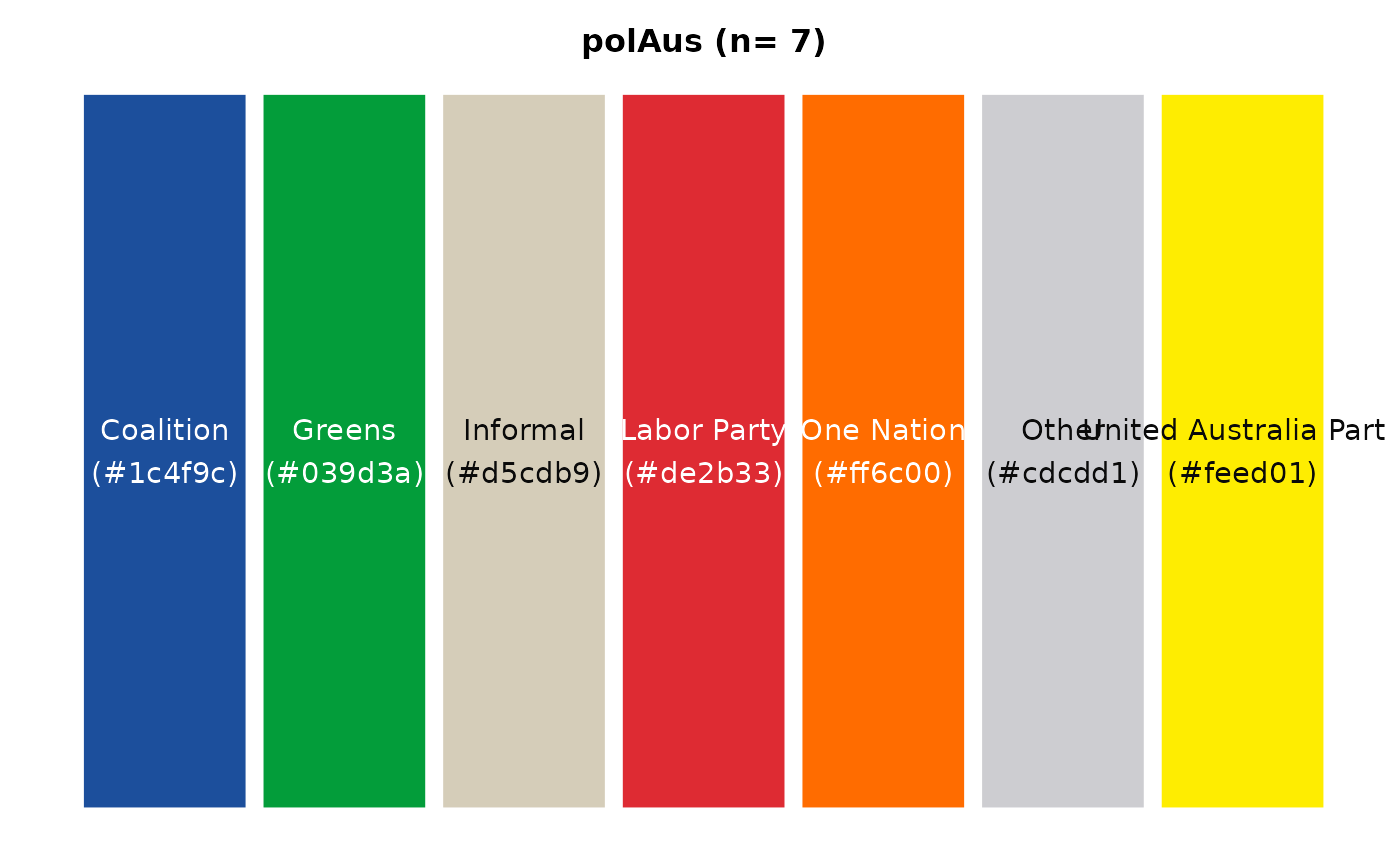 polAus (n= 7)
Coalition
(#1c4f9c)
Greens
(#039d3a)
Informal
(#d5cdb9)
Labor Party
(#de2b33)
One Nation
(#ff6c00)
Other
(#cdcdd1)
United Australia Part
(#feed01)